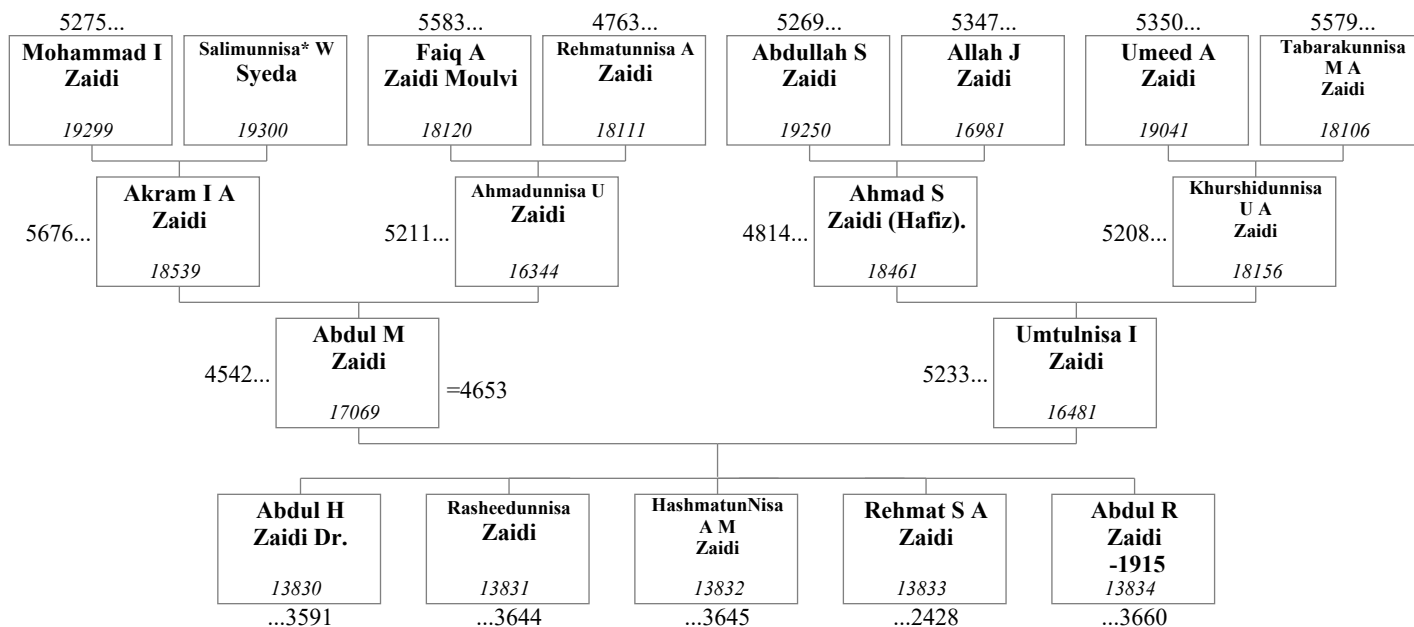 5275...
5583...
4763...
5269...
5347...
5350...
5579...
Mohammad I
Zaidi
19299
Salimunnisa* W
Syeda
19300
Faiq A
Zaidi Moulvi
18120
Rehmatunnisa A
Zaidi
18111
Abdullah S
Zaidi
19250
Allah J
Zaidi
16981
Umeed A
Zaidi
19041
Tabarakunnisa
M A
Zaidi
18106
5676...
Akram I A
Zaidi
18539
5211...
Ahmadunnisa U
Zaidi
16344
4814...
Ahmad S
Zaidi (Hafiz).
18461
5208...
Khurshidunnisa
U A
Zaidi
18156
4542...
Abdul M
Zaidi
17069
=4653
5233...
Umtulnisa I
Zaidi
16481
Abdul H
Zaidi Dr.
13830
...3591
Rasheedunnisa
Zaidi
13831
...3644
HashmatunNisa
A M
Zaidi
13832
...3645
Rehmat S A
Zaidi
13833
...2428
Abdul R
Zaidi
-1915
13834
...3660